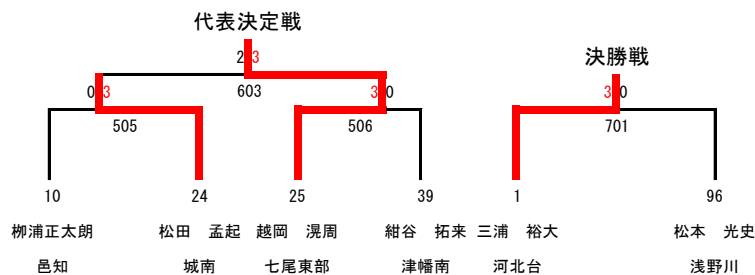 代表決定戦
決勝戦
2 3
603
0 3
3 0
3 0
505
506
701
10 24 25 39 1 96
柳浦正太朗 松田 孟起 越岡 滉周 紺谷 拓来 三浦 裕大 松本 光史
邑知 城南 七尾東部 津幡南 河北台 浅野川